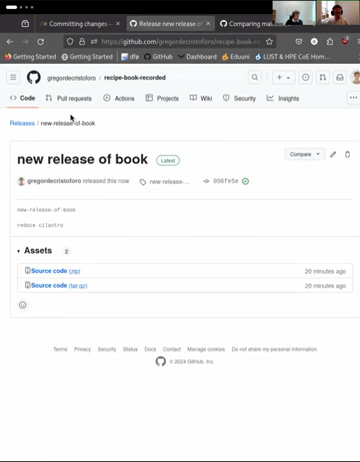 Committing changes —
Release new release of
Comparing mai
https://github.com/gregordecristoforo/recipe-book-re
Getting Started
Getting Started
dfø
GitHub
Dashboard
Eduuni
LUST & HPE CoE Hom…
gregordecristoforo / recipe-book-recorded
Code
Pull requests
Actions
Projects
Wiki
Security
Insights
Releases / new-release-of-book
new release of book
Latest
Compare
gregordecristoforo released this now
new-release-…
056fe5e
new-release-of-book
reduce cilantro
Assets 2
Source code (zip) 20 minutes ago
Source code (tar.gz) 20 minutes ago
Terms Privacy Security Status Docs Contact Manage cookies Do not share my personal information
© 2024 GitHub, Inc.